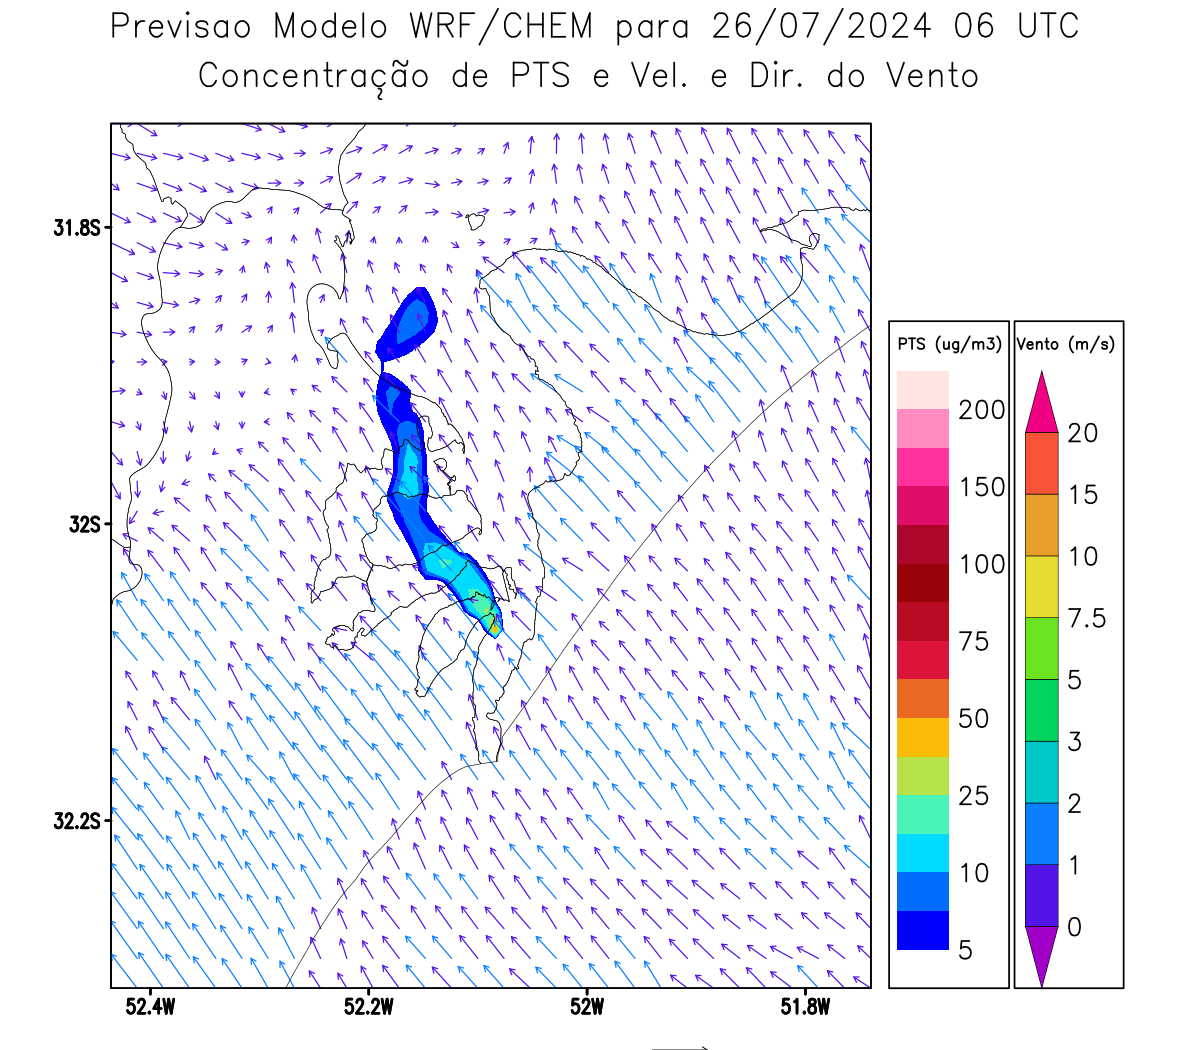 Previsao Modelo WRF/CHEM para 26/07/2024 06 UTC
Concentração de PTS e Vel. e Dir. do Vento
31.8S
32S
32.2S
52.4W
52.2W
52W
51.8W
PTS (ug/m3)
200
150
100
75
50
25
10
5
Vento (m/s)
20
15
10
7.5
5
3
2
1
0